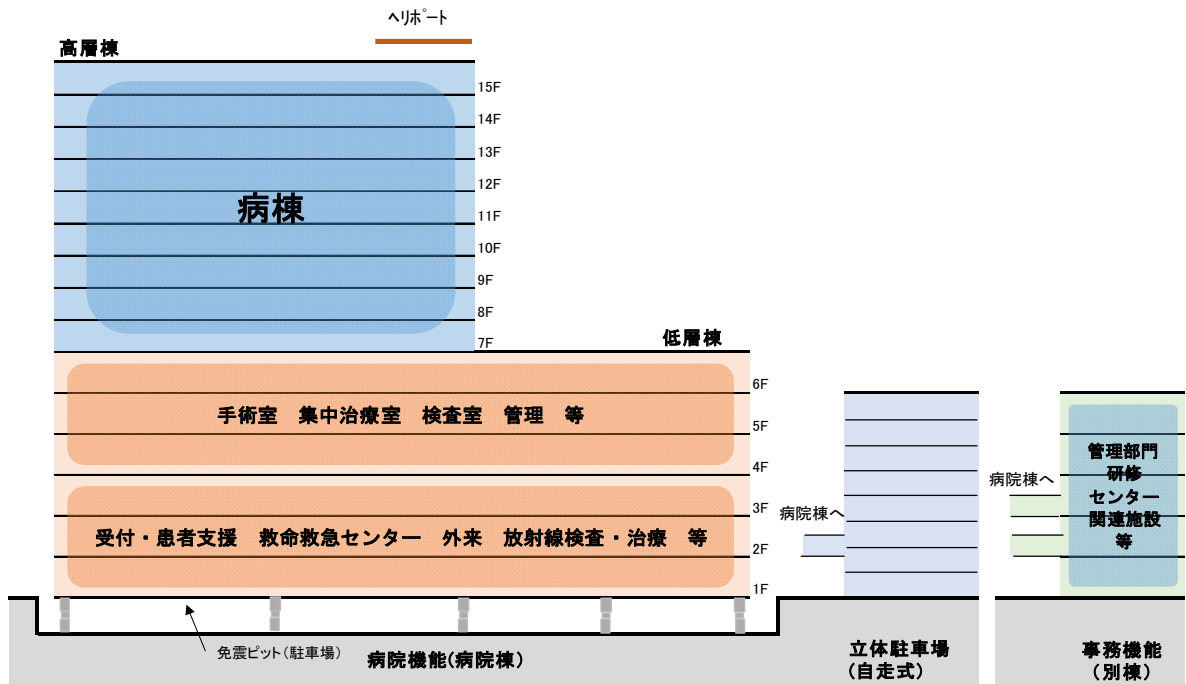 ヘリポート
高層棟
15F
14F
13F
12F
病棟
11F
10F
9F
8F
7F
低層棟
6F
手術室　集中治療室　検査室　管理　等
5F
4F
3F
受付・患者支援　救命救急センター　外来　放射線検査・治療　等
2F
1F
免震ピット（駐車場）
病院機能(病院棟)
病院棟へ
立体駐車場
（自走式）
病院棟へ
管理部門
研修
センター
関連施設
等
事務機能
（別棟）